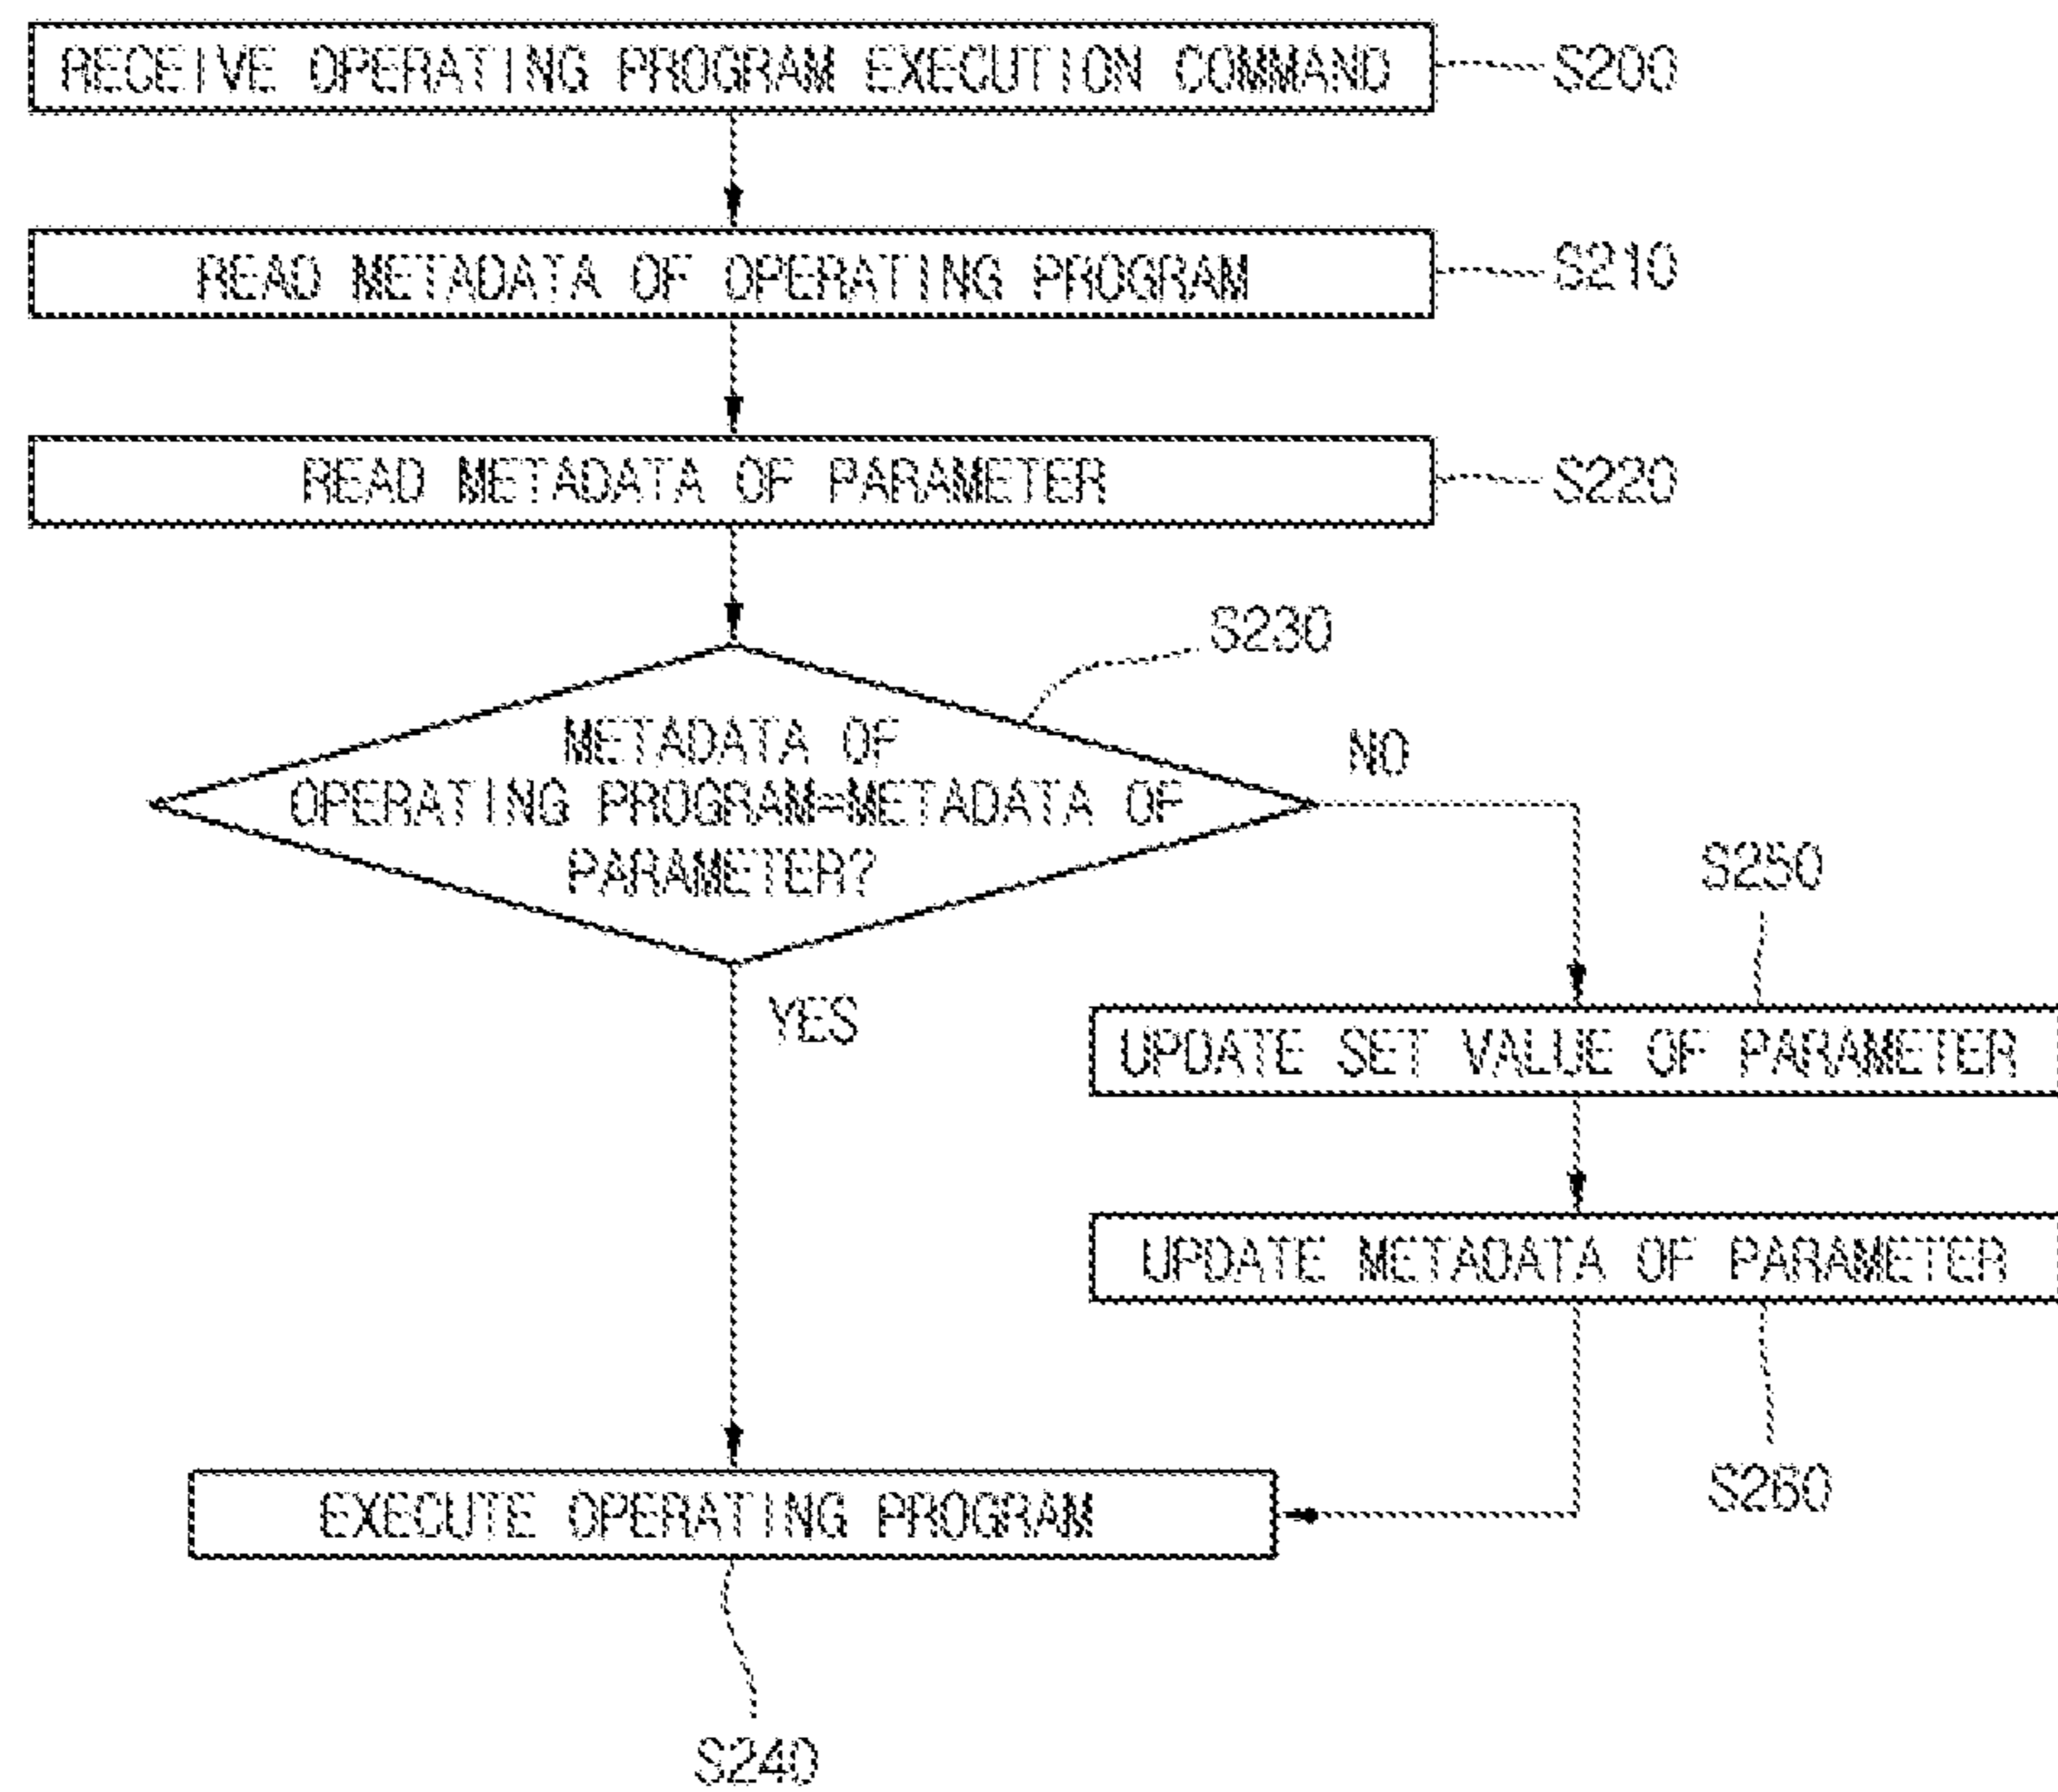 RECEIVE OPERATING PROGRAM EXECUTION COMMAND
S200
READ METADATA OF OPERATING PROGRAM
S210
READ METADATA OF PARAMETER
S220
S230
METADATA OF
OPERATING PROGRAM=METADATA OF
PARAMETER?
NO
YES
S250
UPDATE SET VALUE OF PARAMETER
UPDATE METADATA OF PARAMETER
S260
EXECUTE OPERATING PROGRAM
S240